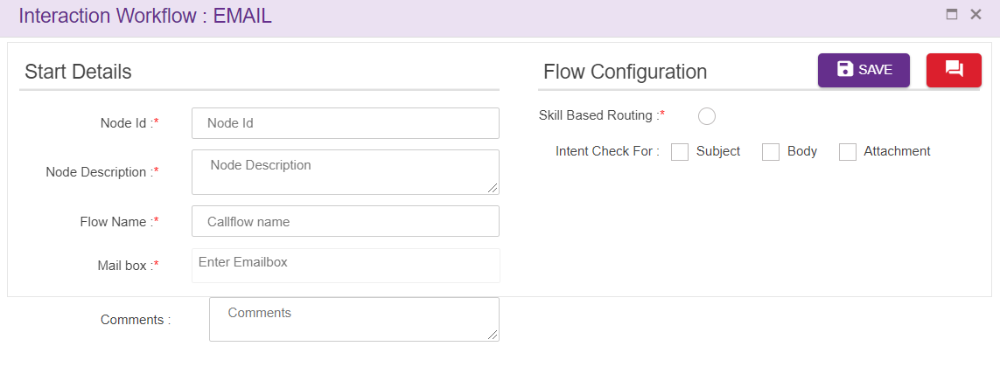 Interaction Workflow : EMAIL
Start Details
Node Id :* Node Id
Node Description :* Node Description
Flow Name :* Callflow name
Mail box :* Enter Emailbox
Comments : Comments
Flow Configuration SAVE
Skill Based Routing :*
Intent Check For : Subject Body Attachment